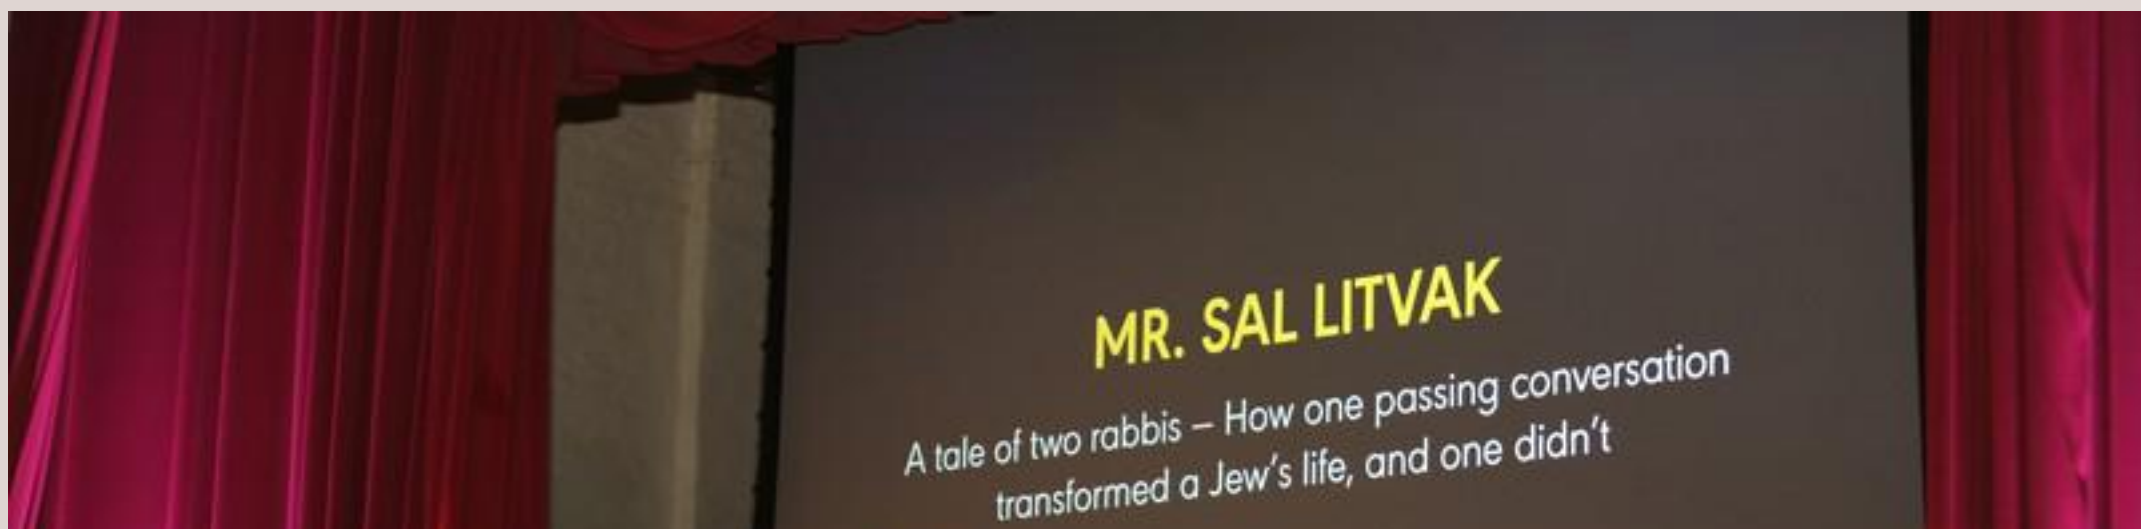 MR. SAL LITVAK
A tale of two rabbis – How one passing conversation
transformed a Jew's life, and one didn't